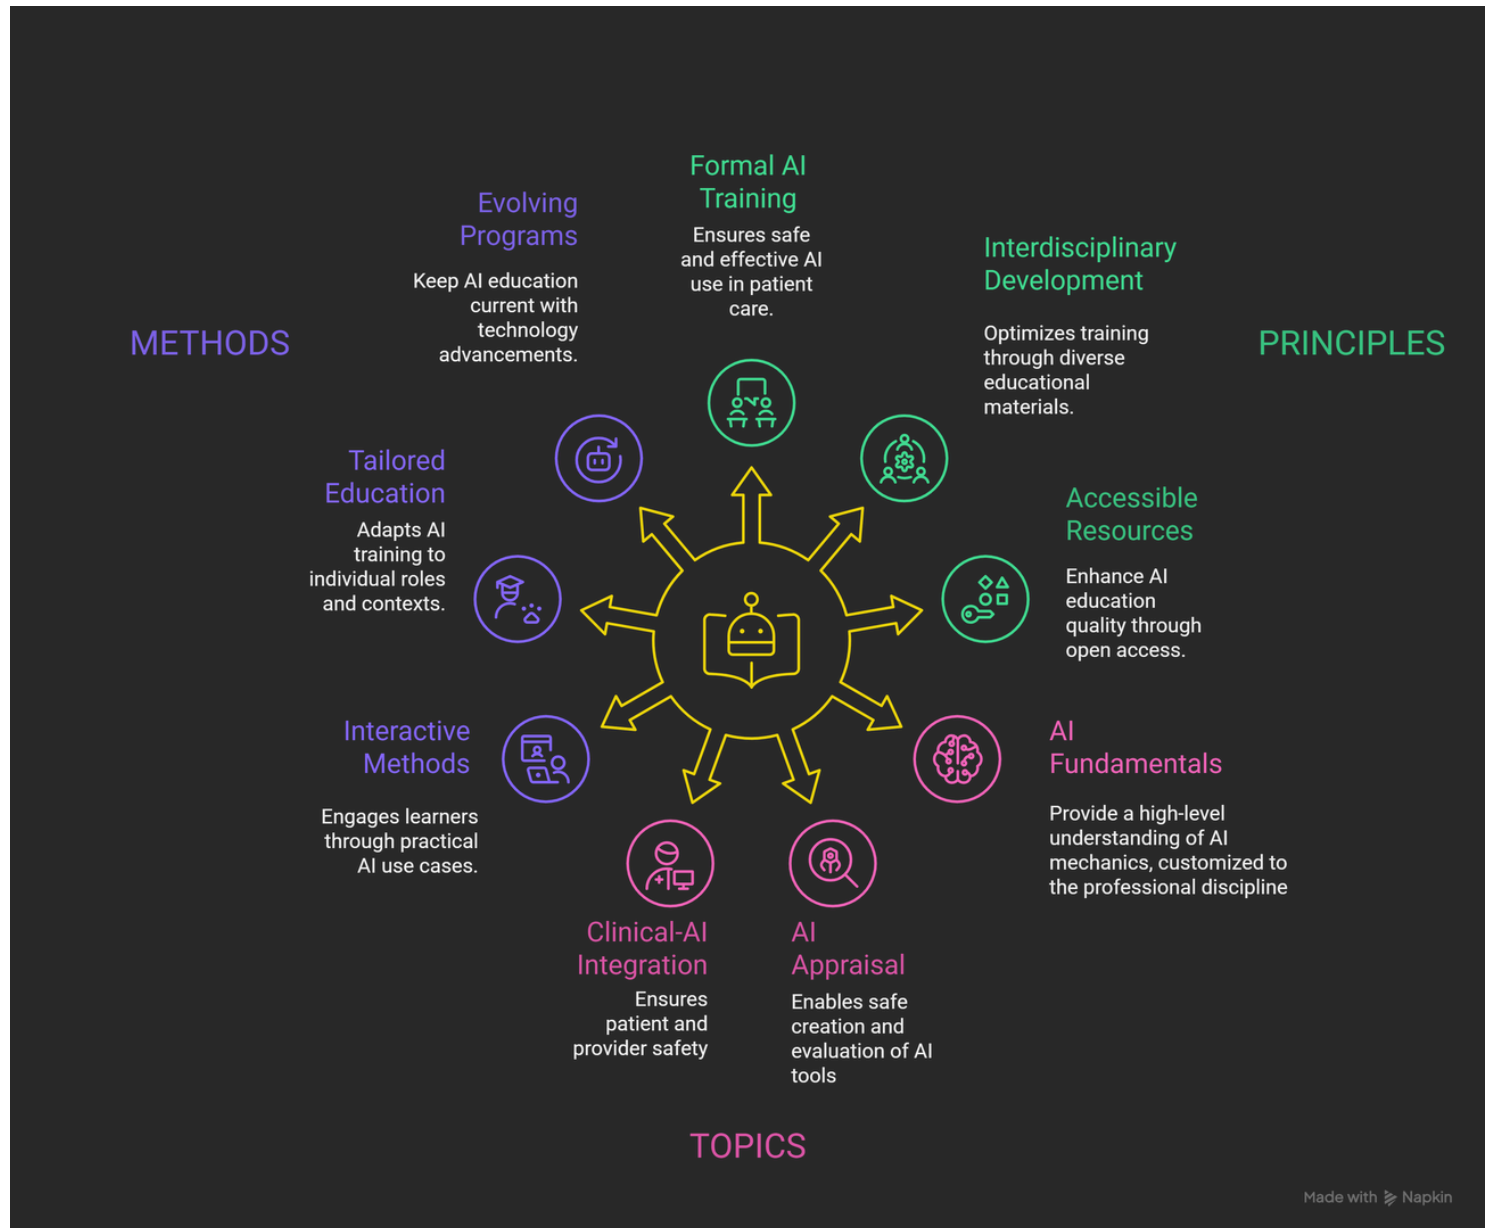 Formal AI
Training
Ensures safe
and effective AI
use in patient
care.
Interdisciplinary
Development
Optimizes training
through diverse
educational
materials.
PRINCIPLES
Accessible
Resources
Enhance AI
education
quality through
open access.
AI
Fundamentals
Provide a high-level
understanding of AI
mechanics, customized to
the professional discipline
AI
Appraisal
Enables safe
creation and
evaluation of AI
tools
TOPICS
Clinical-AI
Integration
Ensures
patient and
provider safety
Interactive
Methods
Engages learners
through practical
AI use cases.
Tailored
Education
Adapts AI
training to
individual roles
and contexts.
METHODS
Evolving
Programs
Keep AI education
current with
technology
advancements.
Made with Napkin